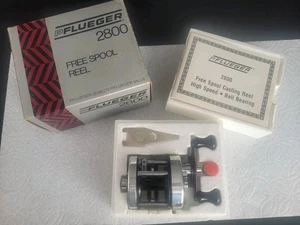 PFLUEGER
2800
FREE SPOOL
REEL
PFLUEGER
2800
PFLUEGER
2800
Free Spool Casting Reel
High Speed • Ball Bearing